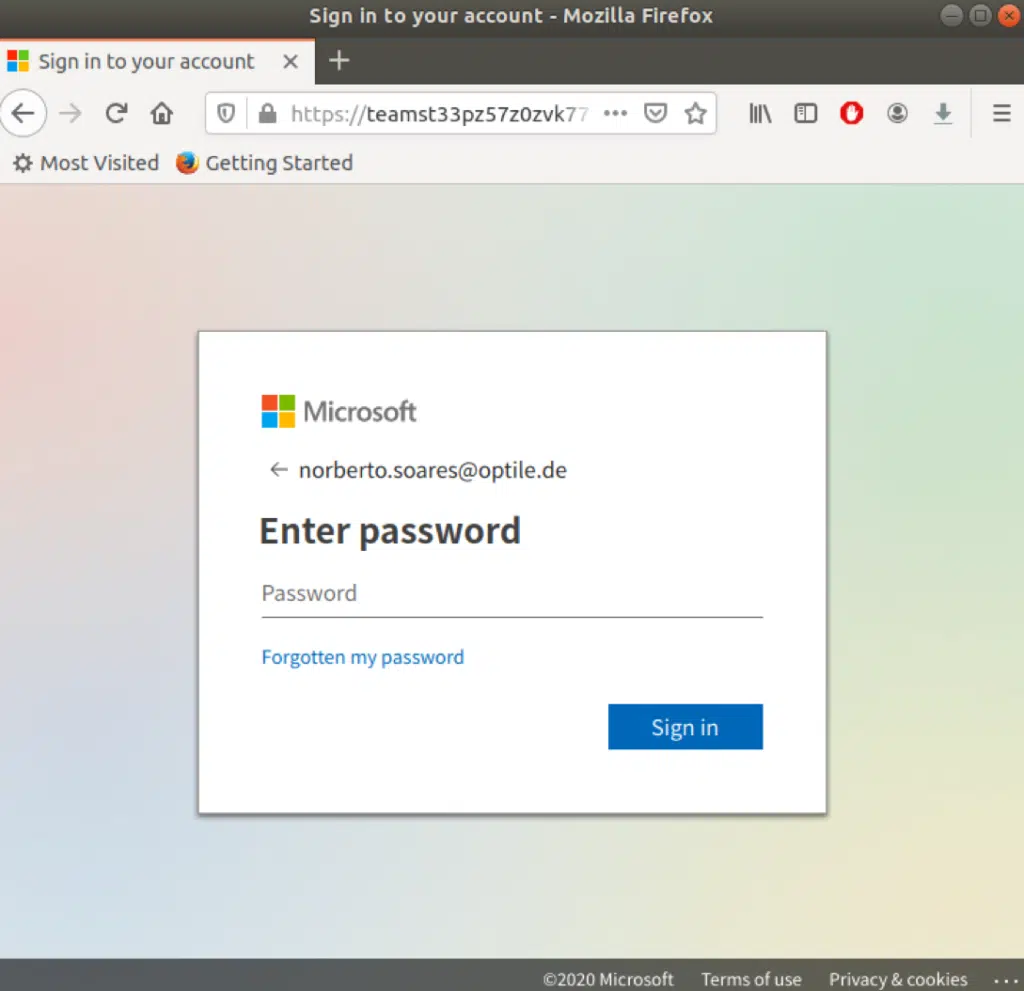 Sign in to your account - Mozilla Firefox
Sign in to your account
https://teamst33pz57z0zvk77
Most Visited Getting Started
Microsoft
norberto.soares@optile.de
Enter password
Password
Forgotten my password
Sign in
©2020 Microsoft Terms of use Privacy & cookies ...